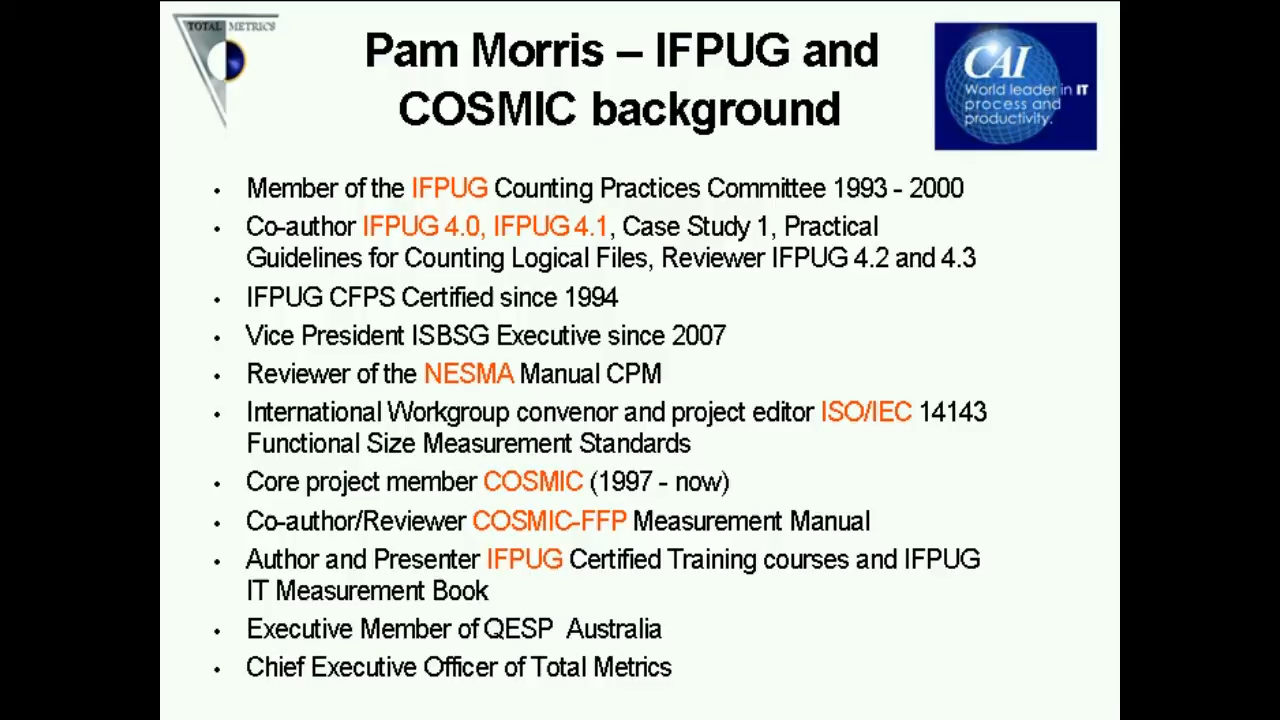 TOTAL METRICS
Pam Morris – IFPUG and
COSMIC background
CAI
World leader in IT
process and
productivity.
• Member of the IFPUG Counting Practices Committee 1993 - 2000
• Co-author IFPUG 4.0, IFPUG 4.1, Case Study 1, Practical
Guidelines for Counting Logical Files, Reviewer IFPUG 4.2 and 4.3
• IFPUG CFPS Certified since 1994
• Vice President ISBSG Executive since 2007
• Reviewer of the NESMA Manual CPM
• International Workgroup convenor and project editor ISO/IEC 14143
Functional Size Measurement Standards
• Core project member COSMIC (1997 - now)
• Co-author/Reviewer COSMIC-FFP Measurement Manual
• Author and Presenter IFPUG Certified Training courses and IFPUG
IT Measurement Book
• Executive Member of QESP Australia
• Chief Executive Officer of Total Metrics